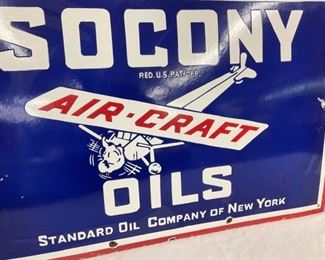 SOCONY
REG. U.S. PAT. OFF.
AIR-CRAFT
OILS
STANDARD OIL COMPANY OF NEW YORK